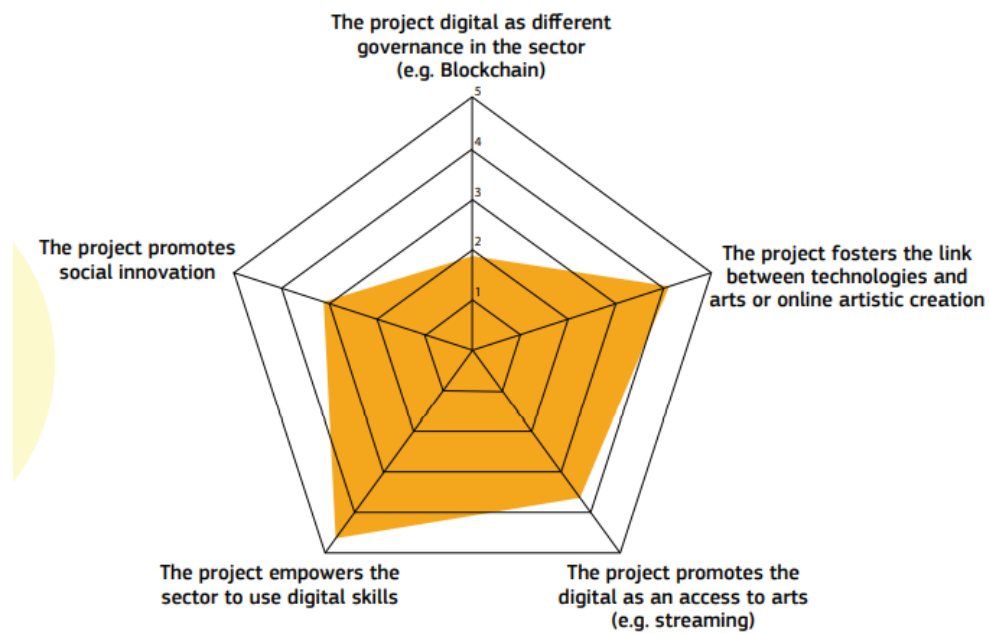 The project digital as different
governance in the sector
(e.g. Blockchain)
5
4
3
2
1
The project promotes
social innovation
The project fosters the link
between technologies and
arts or online artistic creation
The project empowers the
sector to use digital skills
The project promotes the
digital as an access to arts
(e.g. streaming)